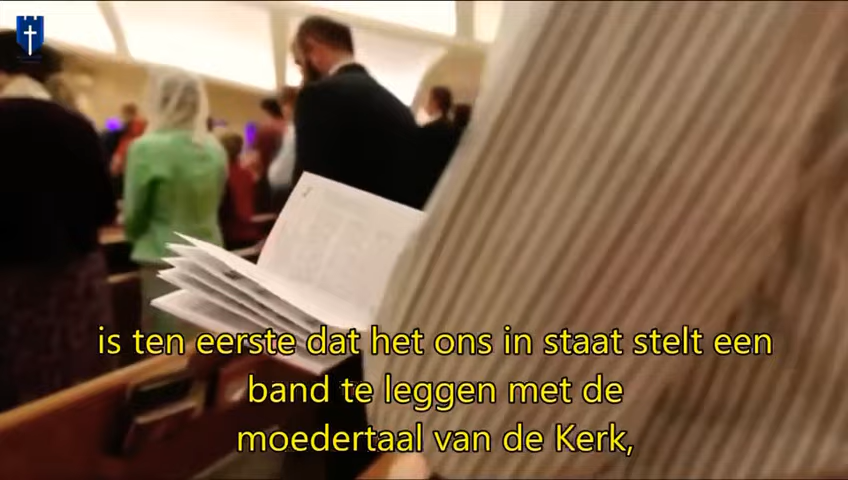 is ten eerste dat het ons in staat stelt een
band te leggen met de
moedertaal van de Kerk,